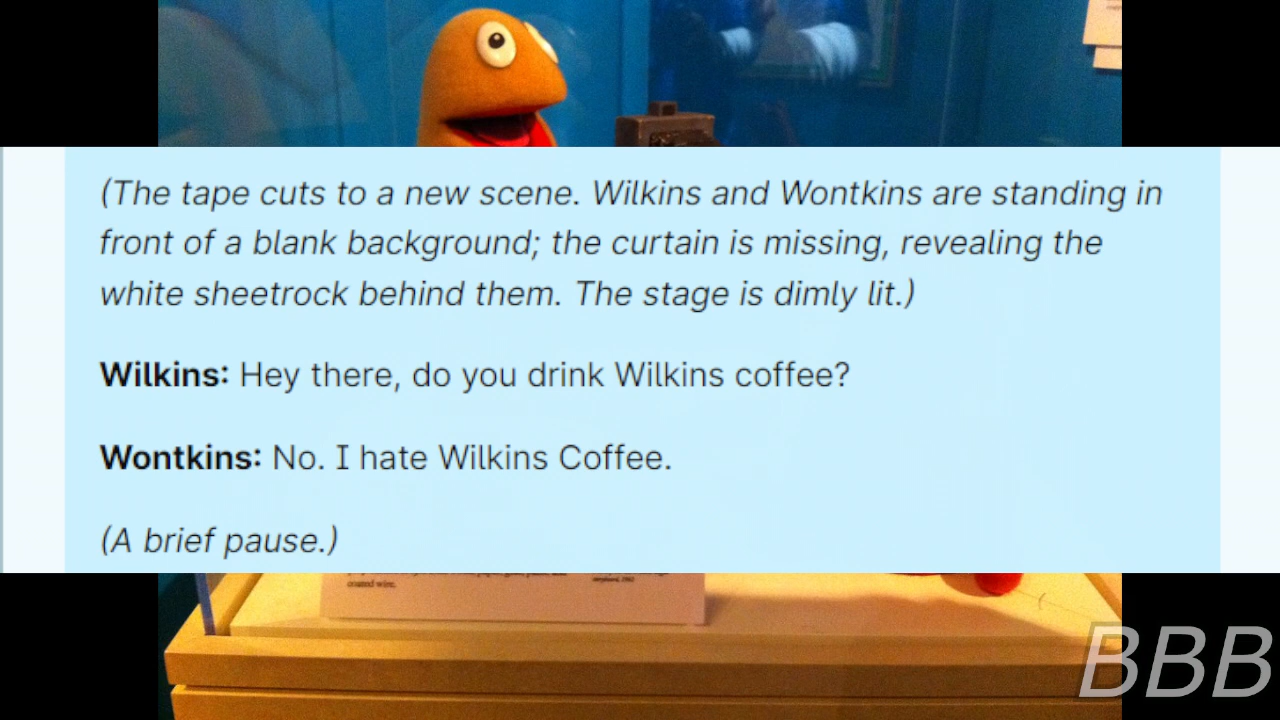 (The tape cuts to a new scene. Wilkins and Wontkins are standing in
front of a blank background; the curtain is missing, revealing the
white sheetrock behind them. The stage is dimly lit.)
Wilkins: Hey there, do you drink Wilkins coffee?
Wontkins: No. I hate Wilkins Coffee.
(A brief pause.)
coated wire.
BBB